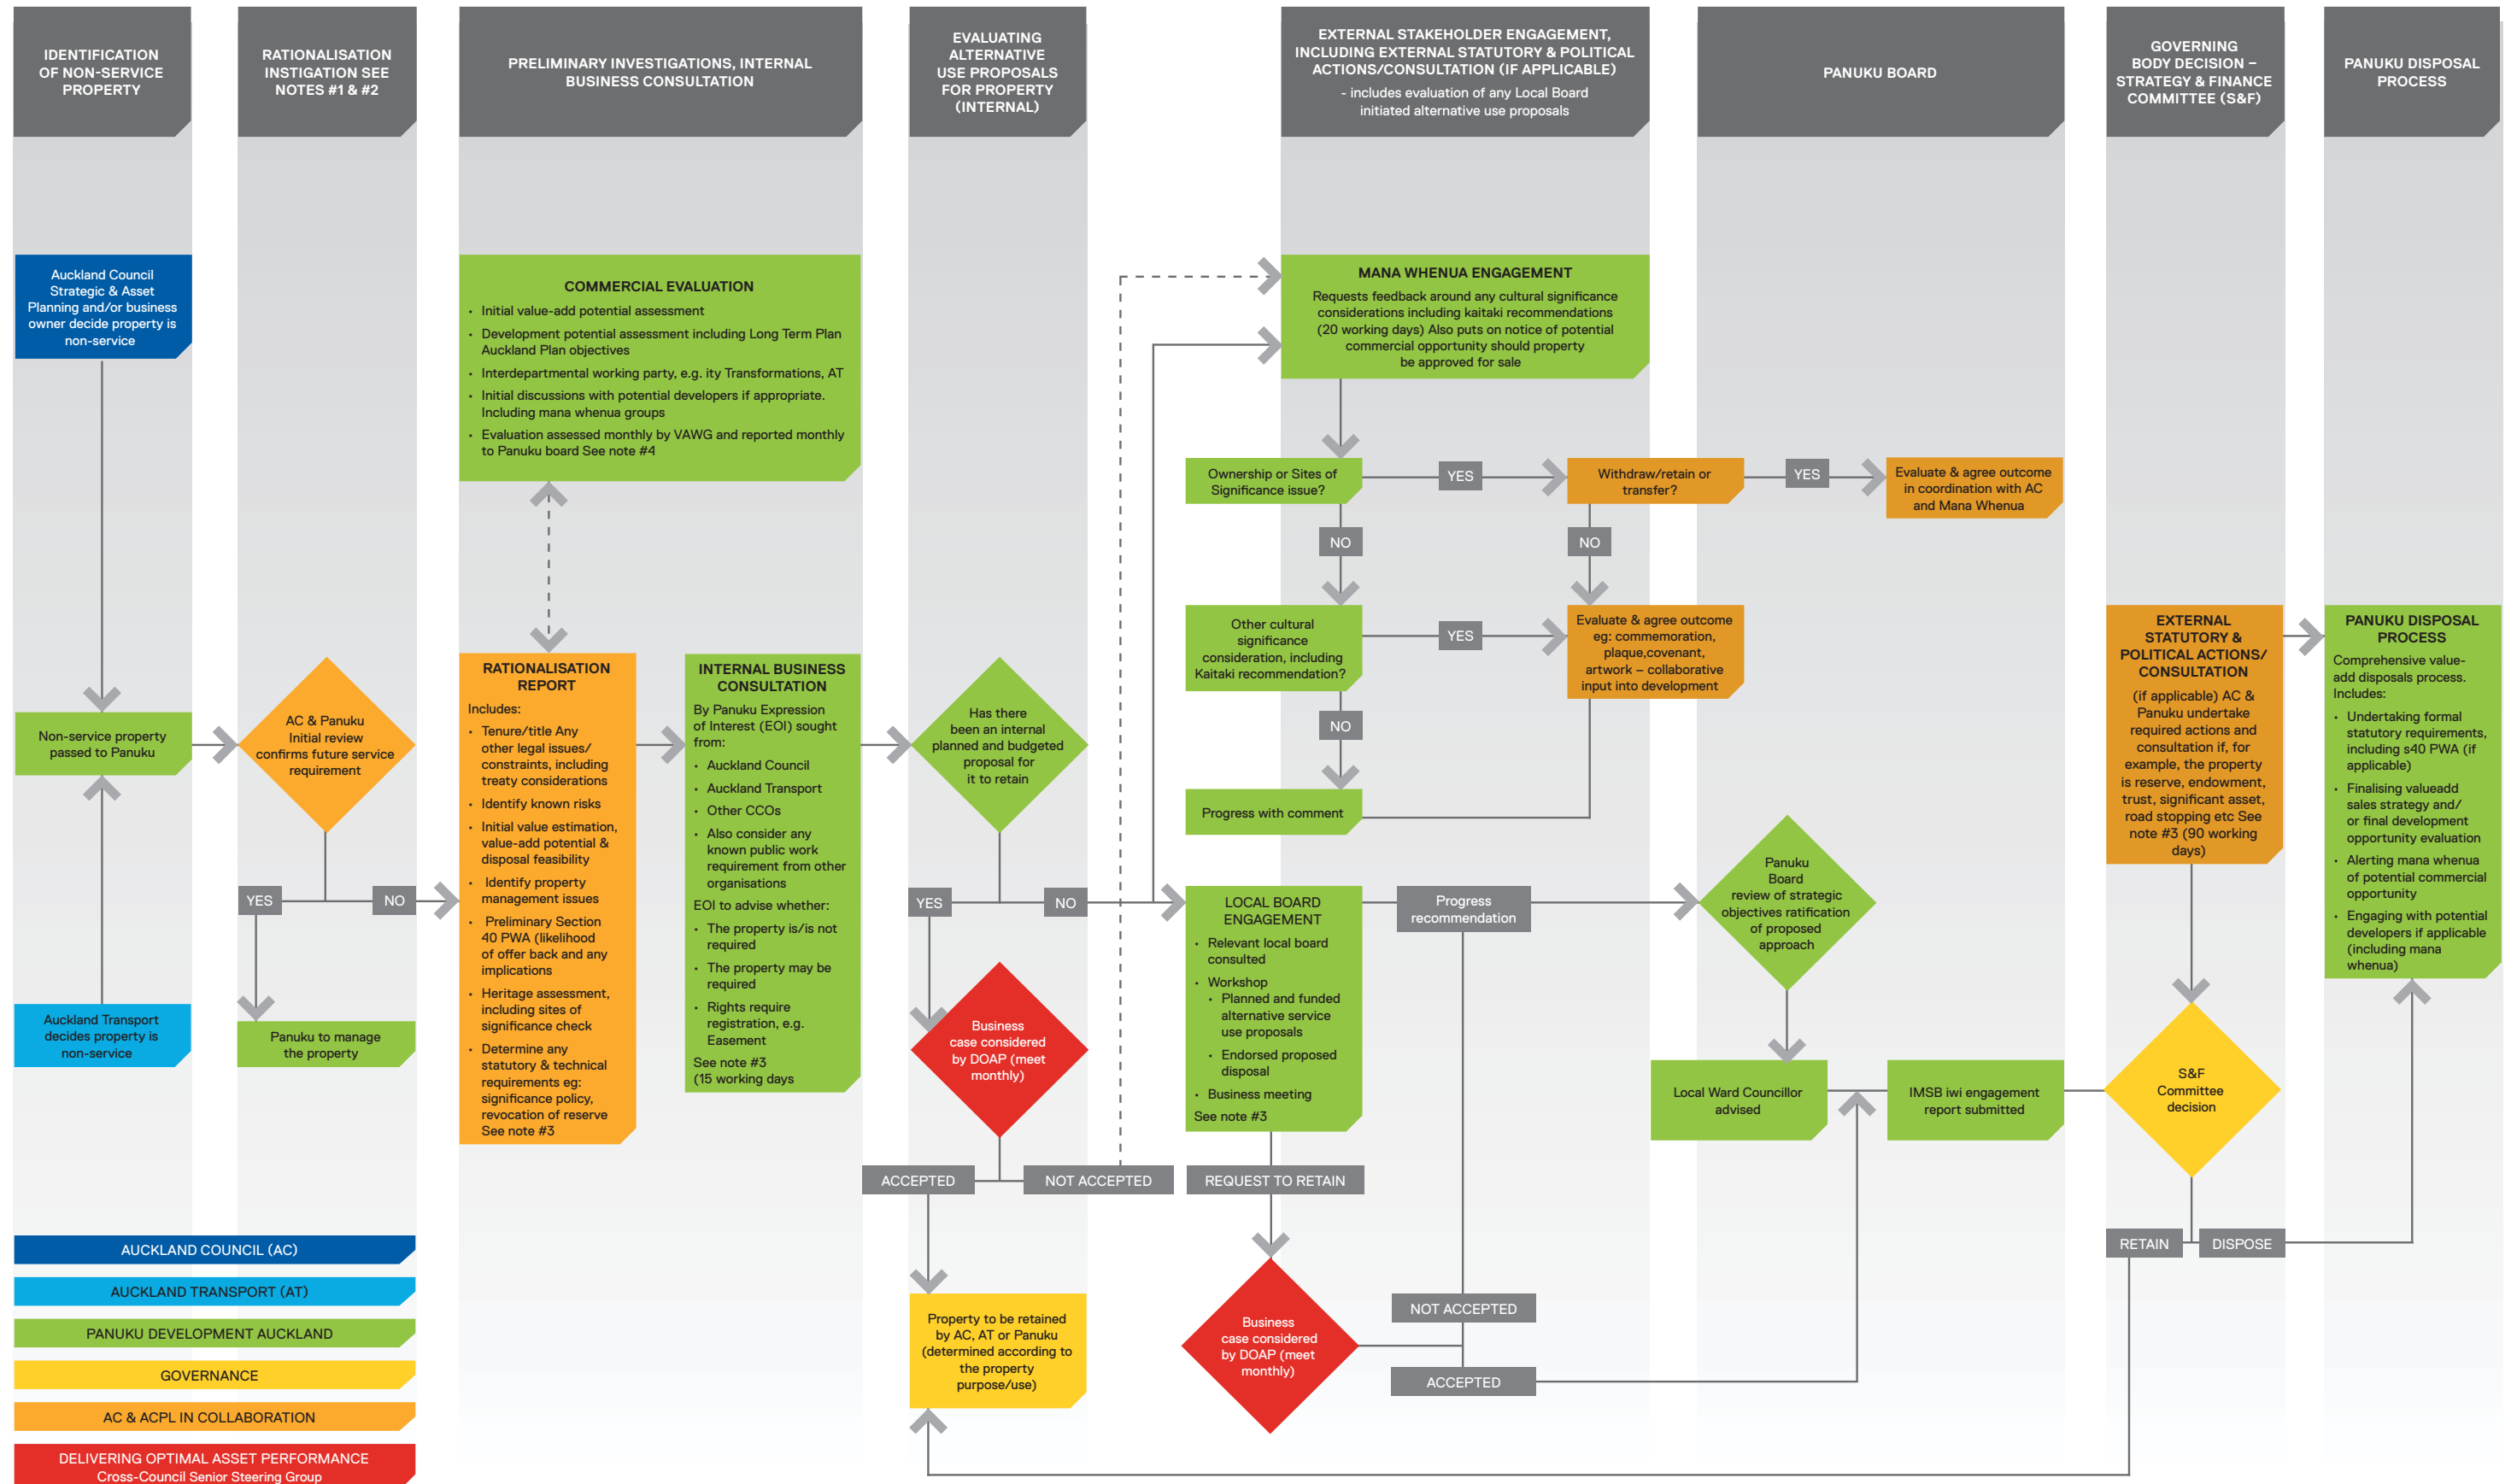 IDENTIFICATION
OF NON-SERVICE
PROPERTY
RATIONALISATION
INSTIGATION SEE
NOTES #1 & #2
PRELIMINARY INVESTIGATIONS, INTERNAL
BUSINESS CONSULTATION
EVALUATING
ALTERNATIVE
USE PROPOSALS
FOR PROPERTY
(INTERNAL)
EXTERNAL STAKEHOLDER ENGAGEMENT,
INCLUDING EXTERNAL STATUTORY & POLITICAL
ACTIONS/CONSULTATION (IF APPLICABLE)
- includes evaluation of any Local Board
initiated alternative use proposals
PANUKU BOARD
GOVERNING
BODY DECISION –
STRATEGY & FINANCE
COMMITTEE (S&F)
PANUKU DISPOSAL
PROCESS
Auckland Council
Strategic & Asset
Planning and/or business
owner decide property is
non-service
Non-service property
passed to Panuku
Auckland Transport
decides property is
non-service
AC & Panuku
Initial review
confirms future service
requirement
YES
NO
Panuku to manage
the property
COMMERCIAL EVALUATION
• Initial value-add potential assessment
• Development potential assessment including Long Term Plan
Auckland Plan objectives
• Interdepartmental working party, e.g. ity Transformations, AT
• Initial discussions with potential developers if appropriate.
Including mana whenua groups
• Evaluation assessed monthly by VAWG and reported monthly
to Panuku board See note #4
RATIONALISATION
REPORT
Includes:
• Tenure/title Any
other legal issues/
constraints, including
treaty considerations
• Identify known risks
• Initial value estimation,
value-add potential &
disposal feasibility
• Identify property
management issues
• Preliminary Section
40 PWA (likelihood
of offer back and any
implications
• Heritage assessment,
including sites of
significance check
• Determine any
statutory & technical
requirements eg:
significance policy,
revocation of reserve
See note #3
INTERNAL BUSINESS
CONSULTATION
By Panuku Expression
of Interest (EOI) sought
from:
• Auckland Council
• Auckland Transport
• Other CCOs
• Also consider any
known public work
requirement from other
organisations
EOI to advise whether:
• The property is/is not
required
• The property may be
required
• Rights require
registration, e.g.
Easement
See note #3
(15 working days
Has there
been an internal
planned and budgeted
proposal for
it to retain
YES
NO
Business
case considered
by DOAP (meet
monthly)
ACCEPTED
NOT ACCEPTED
Property to be retained
by AC, AT or Panuku
(determined according to
the property
purpose/use)
MANA WHENUA ENGAGEMENT
Requests feedback around any cultural significance
considerations including kaitaki recommendations
(20 working days) Also puts on notice of potential
commercial opportunity should property
be approved for sale
Ownership or Sites of
Significance issue?
YES
Withdraw/retain or
transfer?
YES
Evaluate & agree outcome
in coordination with AC
and Mana Whenua
NO
NO
Other cultural
significance
consideration, including
Kaitaki recommendation?
YES
Evaluate & agree outcome
eg: commemoration,
plaque,covenant,
artwork – collaborative
input into development
NO
Progress with comment
LOCAL BOARD
ENGAGEMENT
• Relevant local board
consulted
• Workshop
• Planned and funded
alternative service
use proposals
• Endorsed proposed
disposal
• Business meeting
See note #3
Progress
recommendation
REQUEST TO RETAIN
Business
case considered
by DOAP (meet
monthly)
NOT ACCEPTED
ACCEPTED
Panuku
Board
review of strategic
objectives ratification
of proposed
approach
Local Ward Councillor
advised
IMSB iwi engagement
report submitted
EXTERNAL
STATUTORY &
POLITICAL ACTIONS/
CONSULTATION
(if applicable) AC &
Panuku undertake
required actions and
consultation if, for
example, the property
is reserve, endowment,
trust, significant asset,
road stopping etc See
note #3 (90 working
days)
S&F
Committee
decision
RETAIN
DISPOSE
PANUKU DISPOSAL
PROCESS
Comprehensive value-
add disposals process.
Includes:
• Undertaking formal
statutory requirements,
including s40 PWA (if
applicable)
• Finalising valueadd
sales strategy and/
or final development
opportunity evaluation
• Alerting mana whenua
of potential commercial
opportunity
• Engaging with potential
developers if applicable
(including mana
whenua)
AUCKLAND COUNCIL (AC)
AUCKLAND TRANSPORT (AT)
PANUKU DEVELOPMENT AUCKLAND
GOVERNANCE
AC & ACPL IN COLLABORATION
DELIVERING OPTIMAL ASSET PERFORMANCE
Cross-Council Senior Steering Group